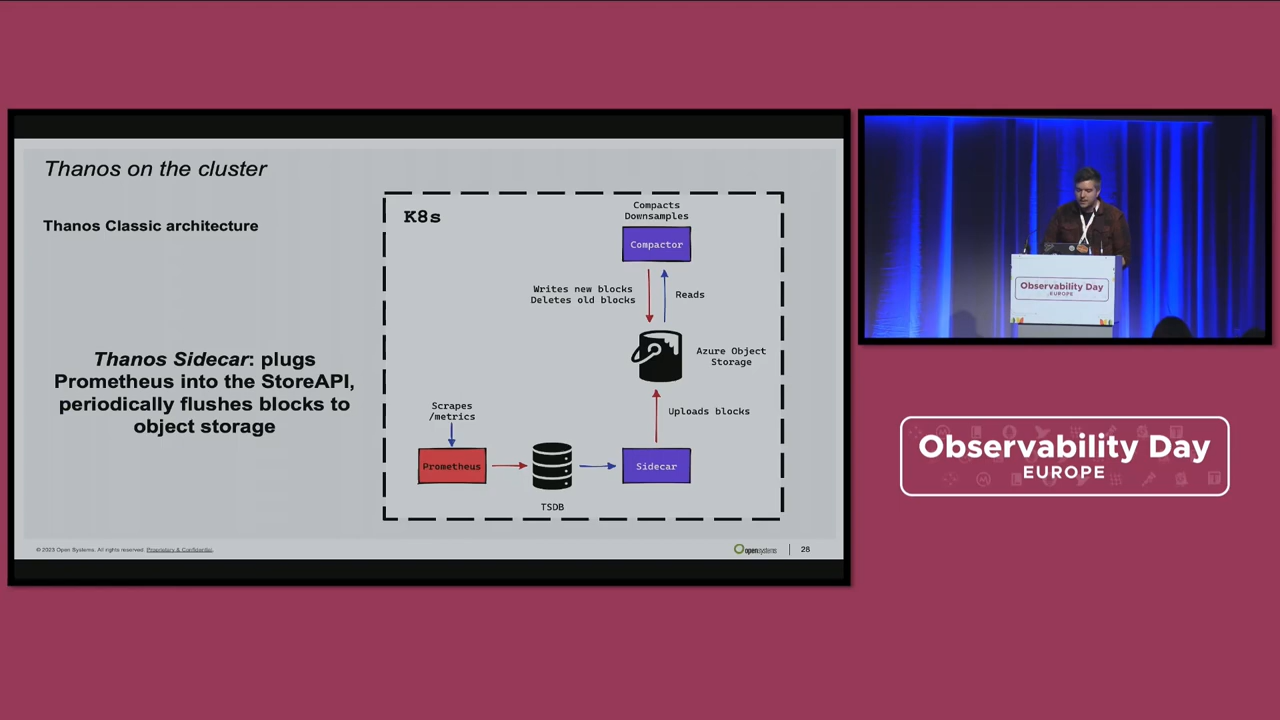 Thanos on the cluster
Thanos Classic architecture
Thanos Sidecar: plugs
Prometheus into the StoreAPI,
periodically flushes blocks to
object storage
K8s
Compacts
Downsamples
Compactor
Writes new blocks
Deletes old blocks
Reads
Azure Object
Storage
Uploads blocks
Scrapes
/metrics
Prometheus
TSDB
Sidecar
© 2023 Open Systems. All rights reserved. Proprietary & Confidential.
opensystems
28
Observability Day
EUROPE
Observability Day
EUROPE